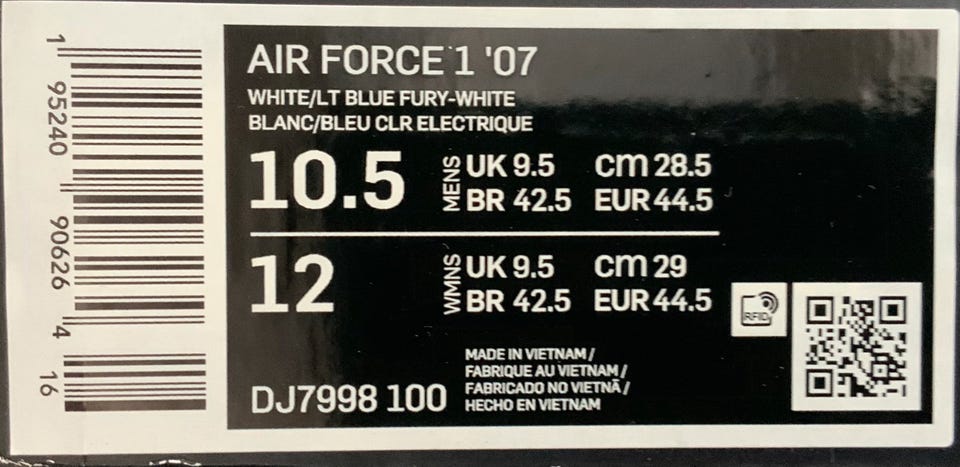 1 95240 90626 4 16
AIR FORCE 1 '07
WHITE/LT BLUE FURY-WHITE
BLANC/BLEU CLR ELECTRIQUE
10.5 MENS UK 9.5 cm 28.5
BR 42.5 EUR 44.5
12 WMNS UK 9.5 cm 29
BR 42.5 EUR 44.5
RFID
MADE IN VIETNAM /
FABRIQUE AU VIETNAM /
FABRICADO NO VIETNÃ /
HECHO EN VIETNAM
DJ7998 100